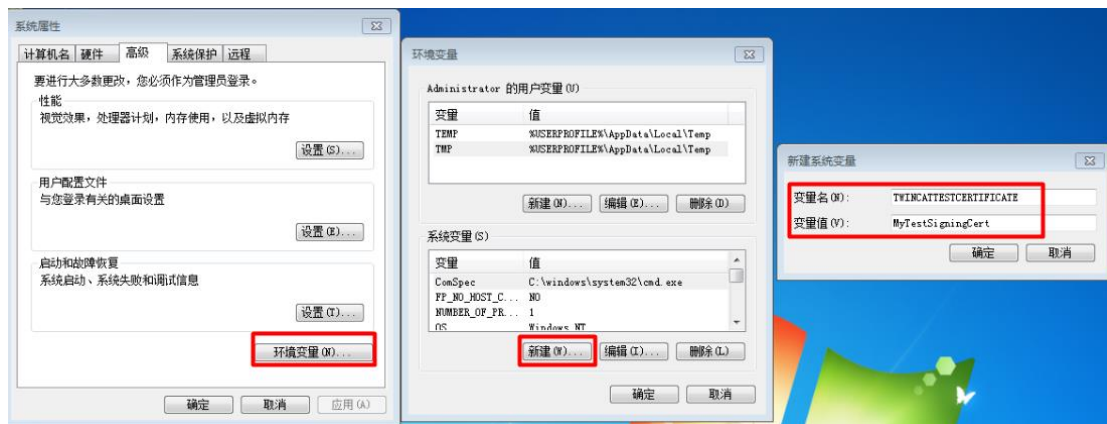 系统属性
计算机名 硬件 高级 系统保护 远程
要进行大多数更改，您必须作为管理员登录。
性能
视觉效果，处理器计划，内存使用，以及虚拟内存
设置(S)...
用户配置文件
与您登录有关的桌面设置
设置(E)...
启动和故障恢复
系统启动、系统失败和调试信息
设置(T)...
环境变量(N)...
确定 取消 应用(A)
环境变量
Administrator 的用户变量(U)
变量 值
TEMP %USERPROFILE%\AppData\Local\Temp
TMP %USERPROFILE%\AppData\Local\Temp
新建(N)... 编辑(E)... 删除(D)
系统变量(S)
变量 值
ComSpec C:\windows\system32\cmd.exe
FP_NO_HOST_C... NO
NUMBER_OF_PR... 1
OS Windows_NT
新建(W)... 编辑(I)... 删除(L)
确定 取消
新建系统变量
变量名(N): TWINCATTESTCERTIFICATE
变量值(V): MyTestSigningCert
确定 取消